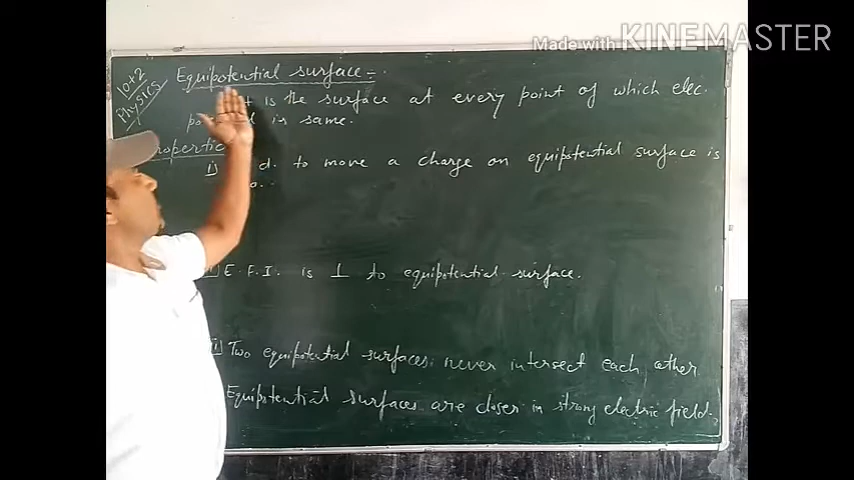 Made with KINEMASTER
10+2
Physics
Equipotential surface :-
is the surface at every point of which elec.
is same.
i) d. to move a charge on equipotential surface is
E.F.I. is ⊥ to equipotential surface.
Two equipotential surfaces never intersect each other
Equipotential surfaces are closer in strong electric field.